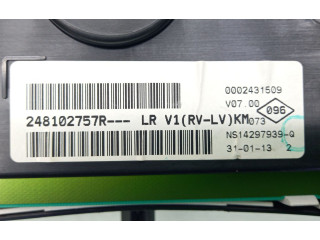 0002431509
V07.00
096
248102757R--- LR V1(RV-LV)KM
073
NS14297939-Q
31-01-13 2